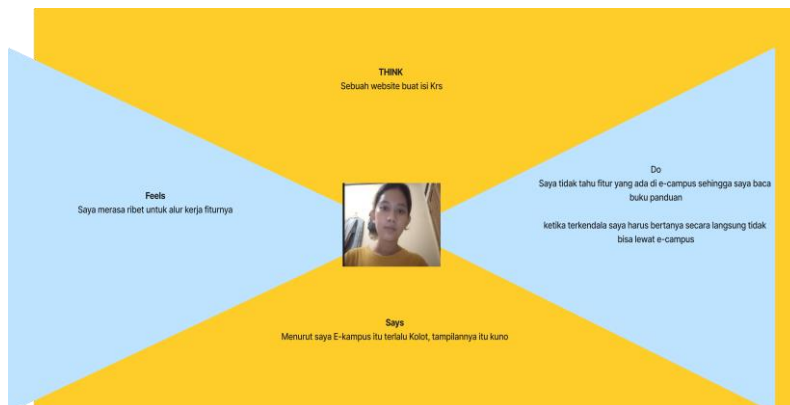 THINK
Sebuah website buat isi Krs
Feels
Saya merasa ribet untuk alur kerja fiturnya
Do
Saya tidak tahu fitur yang ada di e-campus sehingga saya baca
buku panduan
ketika terkendala saya harus bertanya secara langsung tidak
bisa lewat e-campus
Says
Menurut saya E-kampus itu terlalu Kolot, tampilannya itu kuno